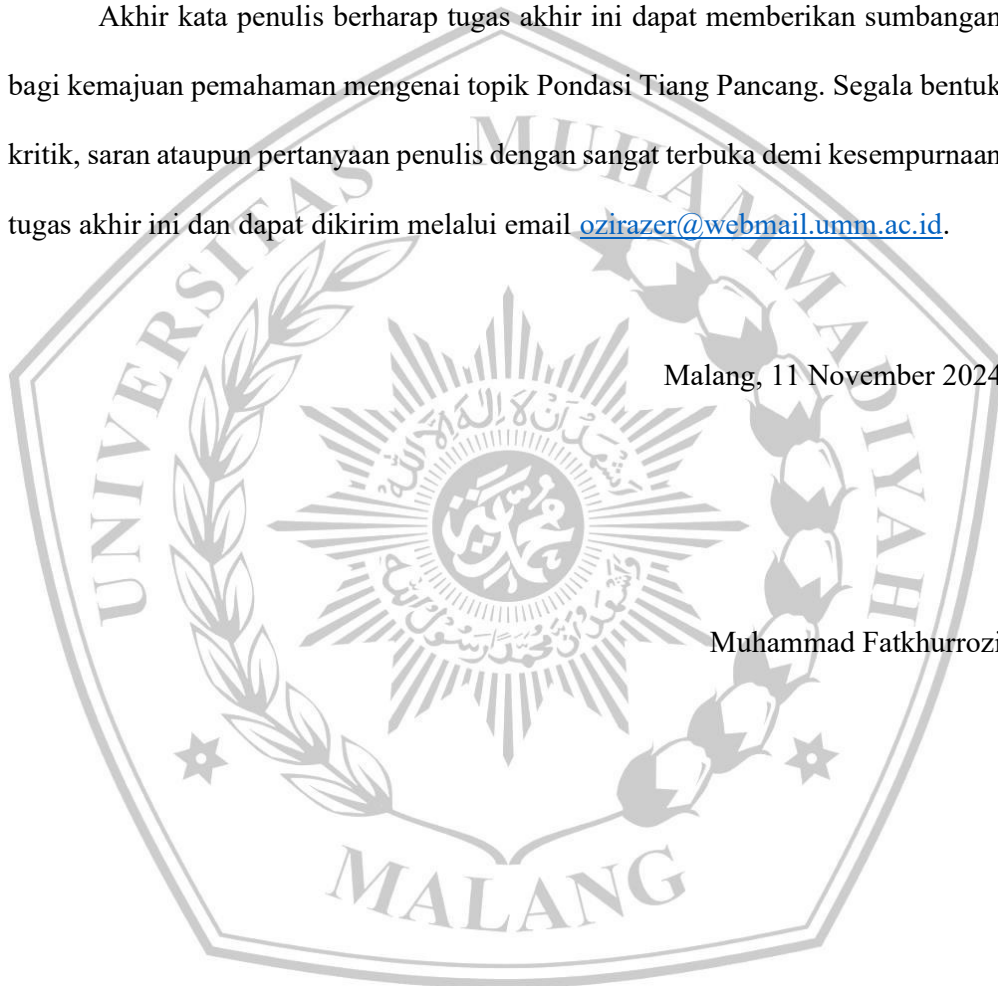 Akhir kata penulis berharap tugas akhir ini dapat memberikan sumbangan
bagi kemajuan pemahaman mengenai topik Pondasi Tiang Pancang. Segala bentuk
kritik, saran ataupun pertanyaan penulis dengan sangat terbuka demi kesempurnaan
tugas akhir ini dan dapat dikirim melalui email ozirazer@webmail.umm.ac.id.
Malang, 11 November 2024
Muhammad Fatkhurrozi
UNIVERSITAS MUHAMMADIYAH
MALANG